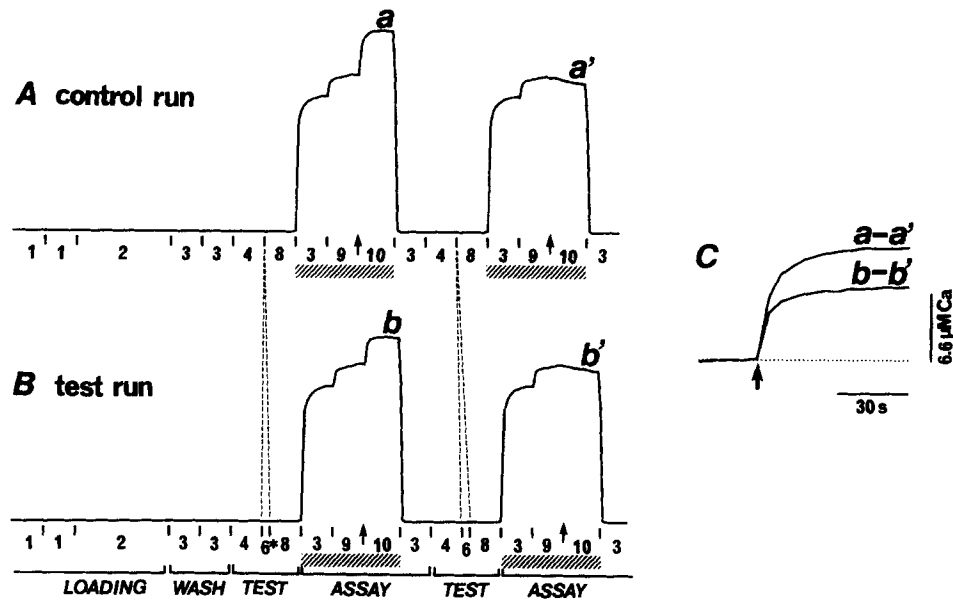 a
A control run
a'
1 1 2 3 3 4 8 3 9 10 3 4 8 3 9 10 3
C
a-a'
b-b'
6.6 µM Ca
30 s
b
B test run
b'
1 1 2 3 3 4 6* 8 3 9 10 3 4 6 8 3 9 10 3
LOADING WASH TEST ASSAY TEST ASSAY